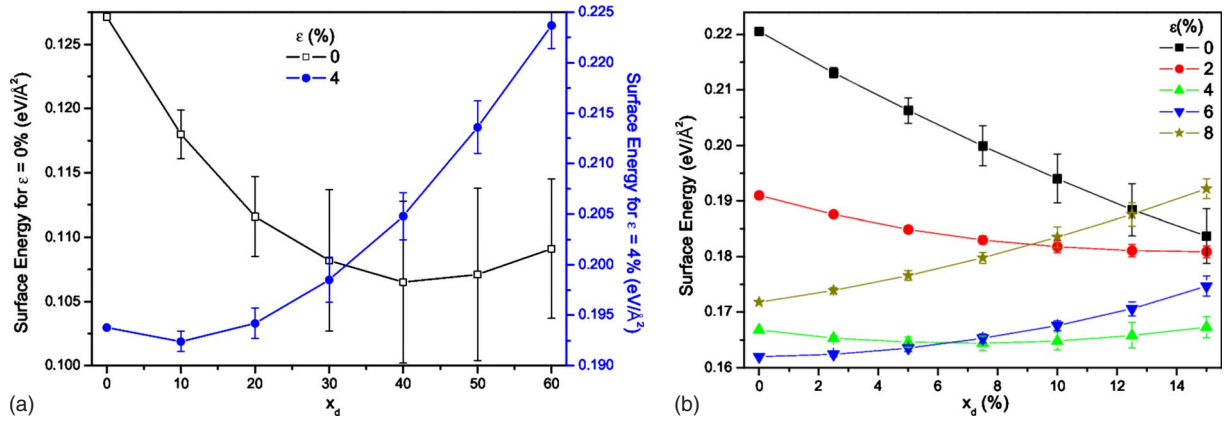 ε (%)
0
4
Surface Energy for ε = 0% (eV/Å²)
0.125
0.120
0.115
0.110
0.105
0.100
0.225
0.220
0.215
0.210
0.205
0.200
0.195
0.190
Surface Energy for ε = 4% (eV/Å²)
0 10 20 30 40 50 60
x_d
(a)
ε(%)
0
2
4
6
8
Surface Energy (eV/Å²)
0.22
0.21
0.20
0.19
0.18
0.17
0.16
0 2 4 6 8 10 12 14
x_d (%)
(b)